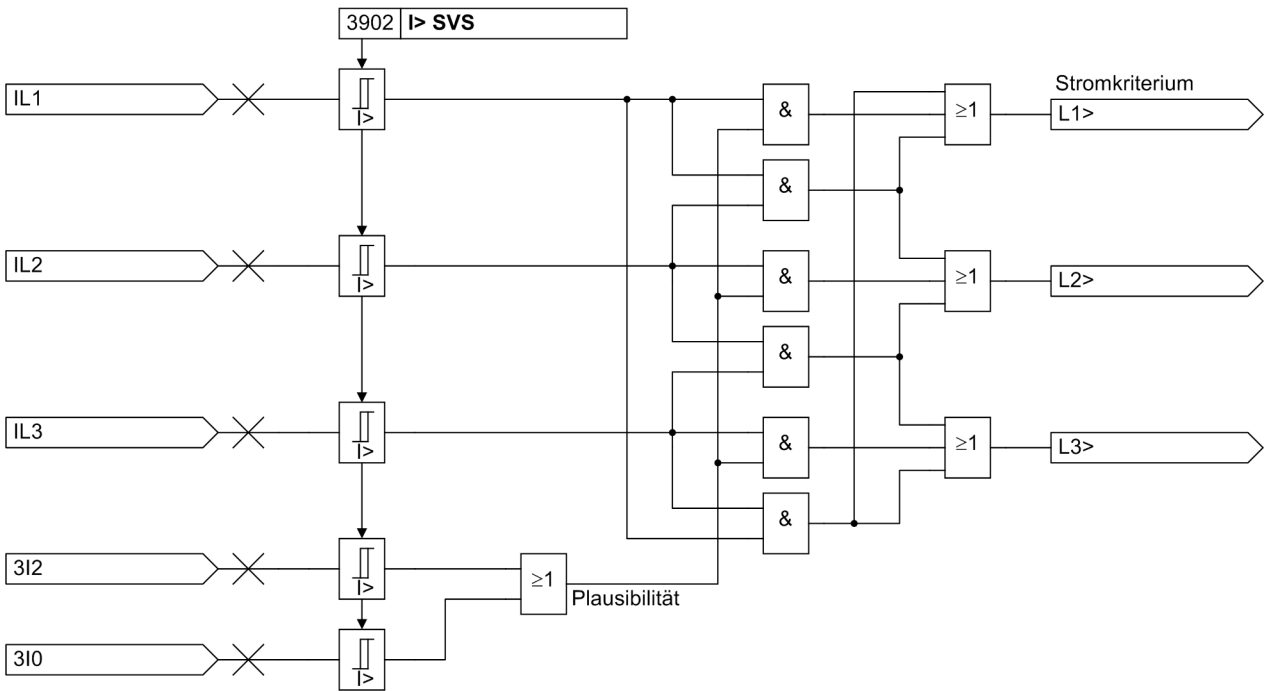 3902 I> SVS
IL1
I>
&
≥1
Stromkriterium
L1>
&
IL2
I>
&
≥1
L2>
&
IL3
I>
&
≥1
L3>
&
3I2
I>
≥1
Plausibilität
3I0
I>